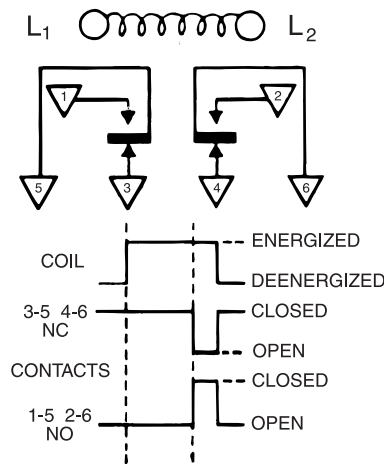 L1 L2
1 2
5 3 4 6
ENERGIZED
COIL
DEENERGIZED
3-5 4-6 CLOSED
NC
OPEN
CONTACTS CLOSED
1-5 2-6 OPEN
NO